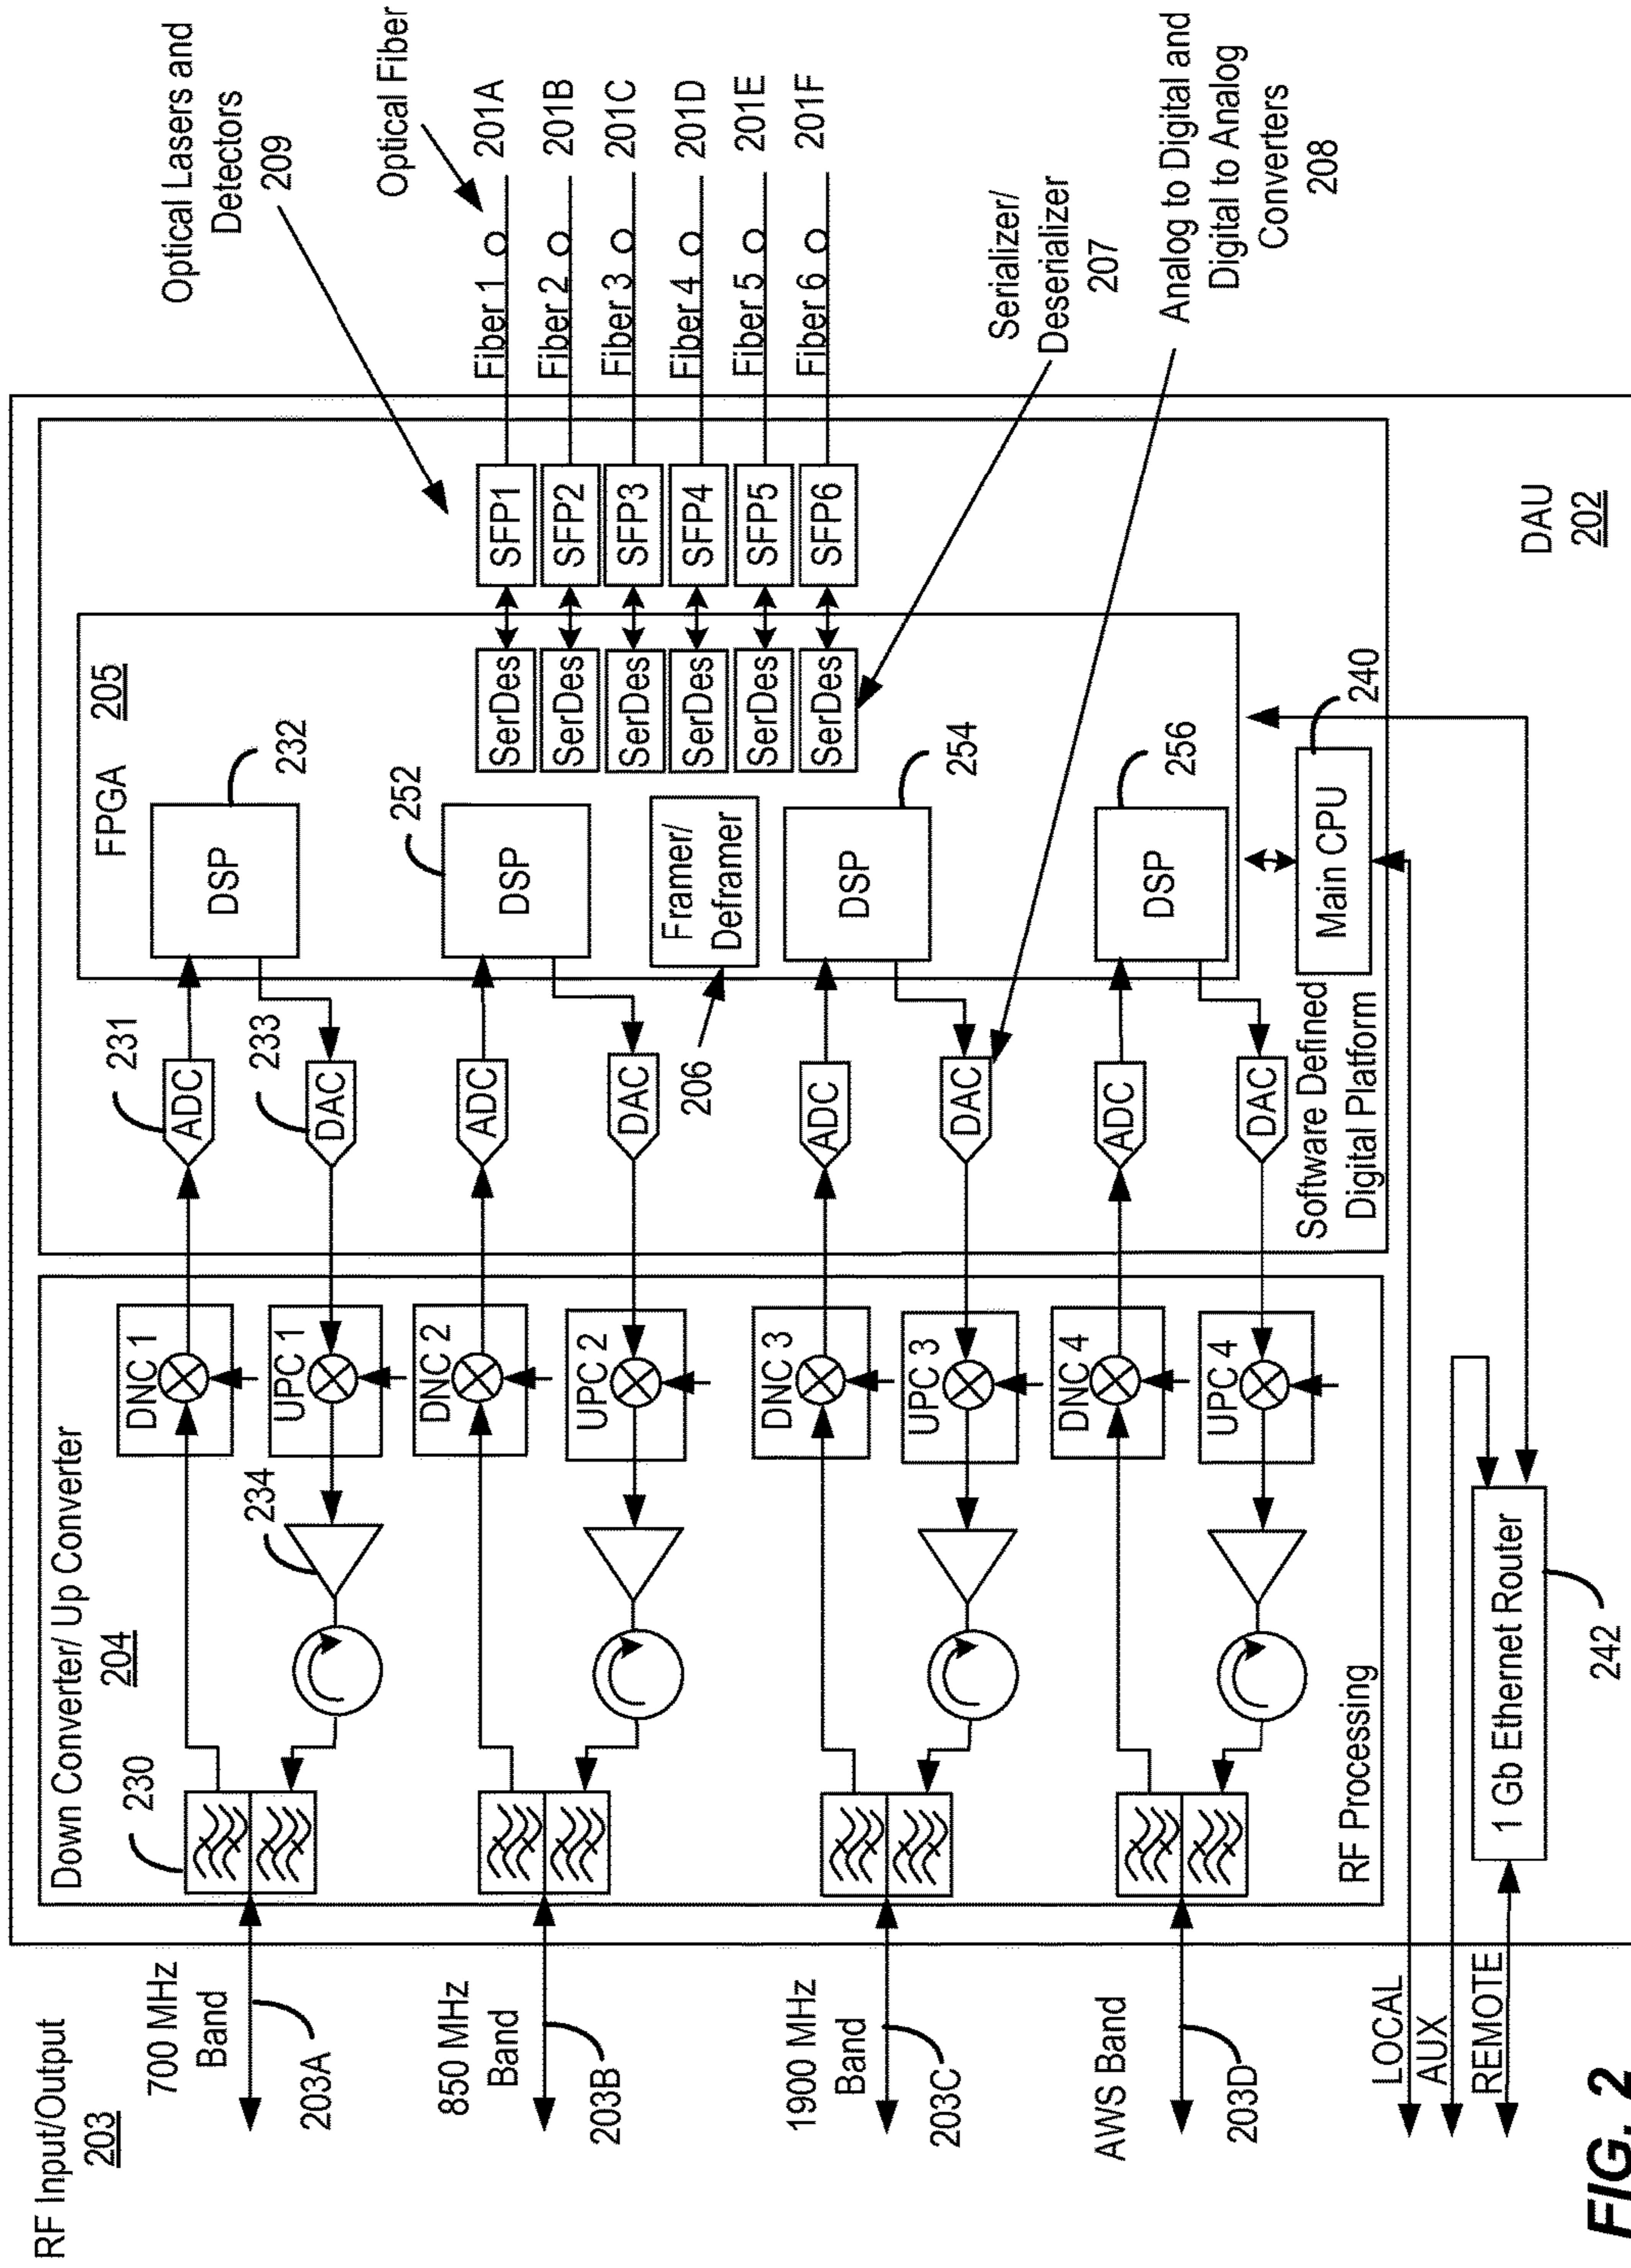 RF Input/Output
203
700 MHz
Band
203A
850 MHz
Band
203B
1900 MHz
Band
203C
AWS Band
203D
LOCAL
AUX
REMOTE
Down Converter/ Up Converter
204
230
234
DNC 1
UPC 1
DNC 2
UPC 2
DNC 3
UPC 3
DNC 4
UPC 4
RF Processing
231
ADC
233
DAC
ADC
DAC
206
ADC
DAC
ADC
DAC
Software Defined
Digital Platform
FPGA 205
DSP
232
252
DSP
Framer/
Deframer
DSP
254
DSP
256
Main CPU
240
SerDes
SerDes
SerDes
SerDes
SerDes
SerDes
SFP1
SFP2
SFP3
SFP4
SFP5
SFP6
Fiber 1
Fiber 2
Fiber 3
Fiber 4
Fiber 5
Fiber 6
201A
201B
201C
201D
201E
201F
Optical Lasers and
Detectors
209
Optical Fiber
Serializer/
Deserializer
207
Analog to Digital and
Digital to Analog
Converters
208
1 Gb Ethernet Router
242
DAU
202
FIG. 2